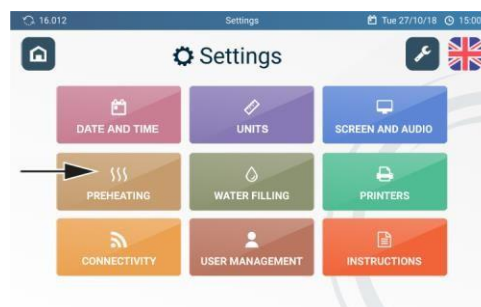 16.012 Settings Tue 27/10/18 15:00
Settings
DATE AND TIME UNITS SCREEN AND AUDIO
PREHEATING WATER FILLING PRINTERS
CONNECTIVITY USER MANAGEMENT INSTRUCTIONS